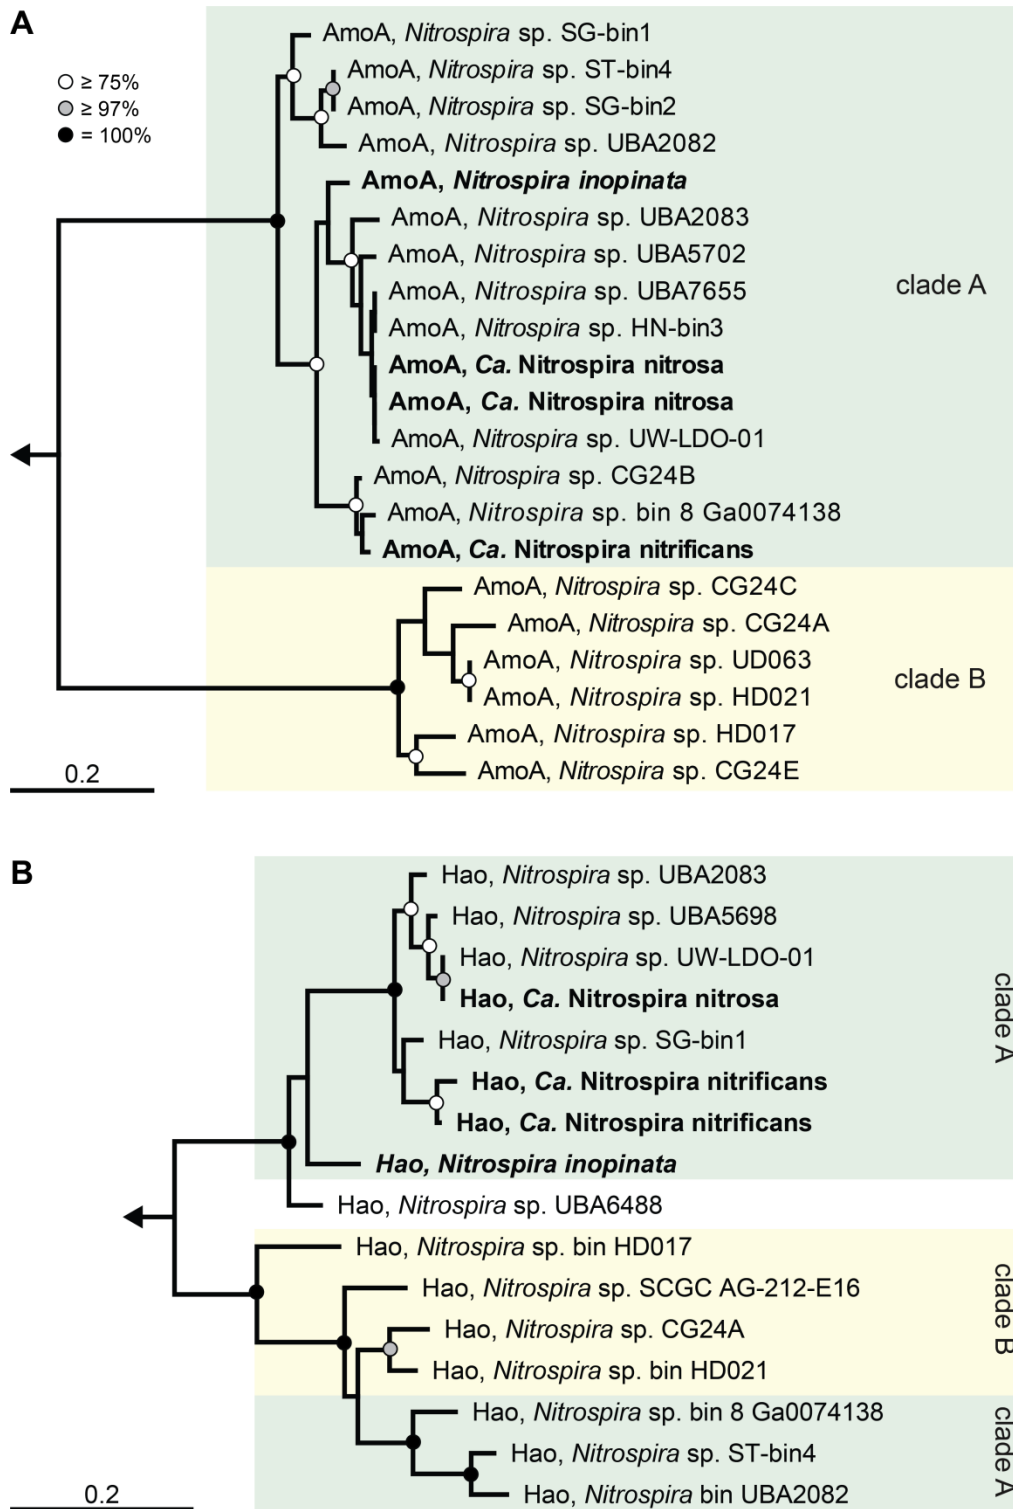 A
≥ 75%
≥ 97%
= 100%
AmoA, Nitrospira sp. SG-bin1
AmoA, Nitrospira sp. ST-bin4
AmoA, Nitrospira sp. SG-bin2
AmoA, Nitrospira sp. UBA2082
AmoA, Nitrospira inopinata
AmoA, Nitrospira sp. UBA2083
AmoA, Nitrospira sp. UBA5702
AmoA, Nitrospira sp. UBA7655
AmoA, Nitrospira sp. HN-bin3
AmoA, Ca. Nitrospira nitrosa
AmoA, Ca. Nitrospira nitrosa
AmoA, Nitrospira sp. UW-LDO-01
AmoA, Nitrospira sp. CG24B
AmoA, Nitrospira sp. bin 8 Ga0074138
AmoA, Ca. Nitrospira nitrificans
clade A
AmoA, Nitrospira sp. CG24C
AmoA, Nitrospira sp. CG24A
AmoA, Nitrospira sp. UD063
AmoA, Nitrospira sp. HD021
AmoA, Nitrospira sp. HD017
AmoA, Nitrospira sp. CG24E
clade B
0.2
B
Hao, Nitrospira sp. UBA2083
Hao, Nitrospira sp. UBA5698
Hao, Nitrospira sp. UW-LDO-01
Hao, Ca. Nitrospira nitrosa
Hao, Nitrospira sp. SG-bin1
Hao, Ca. Nitrospira nitrificans
Hao, Ca. Nitrospira nitrificans
Hao, Nitrospira inopinata
clade A
Hao, Nitrospira sp. UBA6488
Hao, Nitrospira sp. bin HD017
Hao, Nitrospira sp. SCGC AG-212-E16
Hao, Nitrospira sp. CG24A
Hao, Nitrospira sp. bin HD021
clade B
Hao, Nitrospira sp. bin 8 Ga0074138
Hao, Nitrospira sp. ST-bin4
Hao, Nitrospira bin UBA2082
clade A
0.2